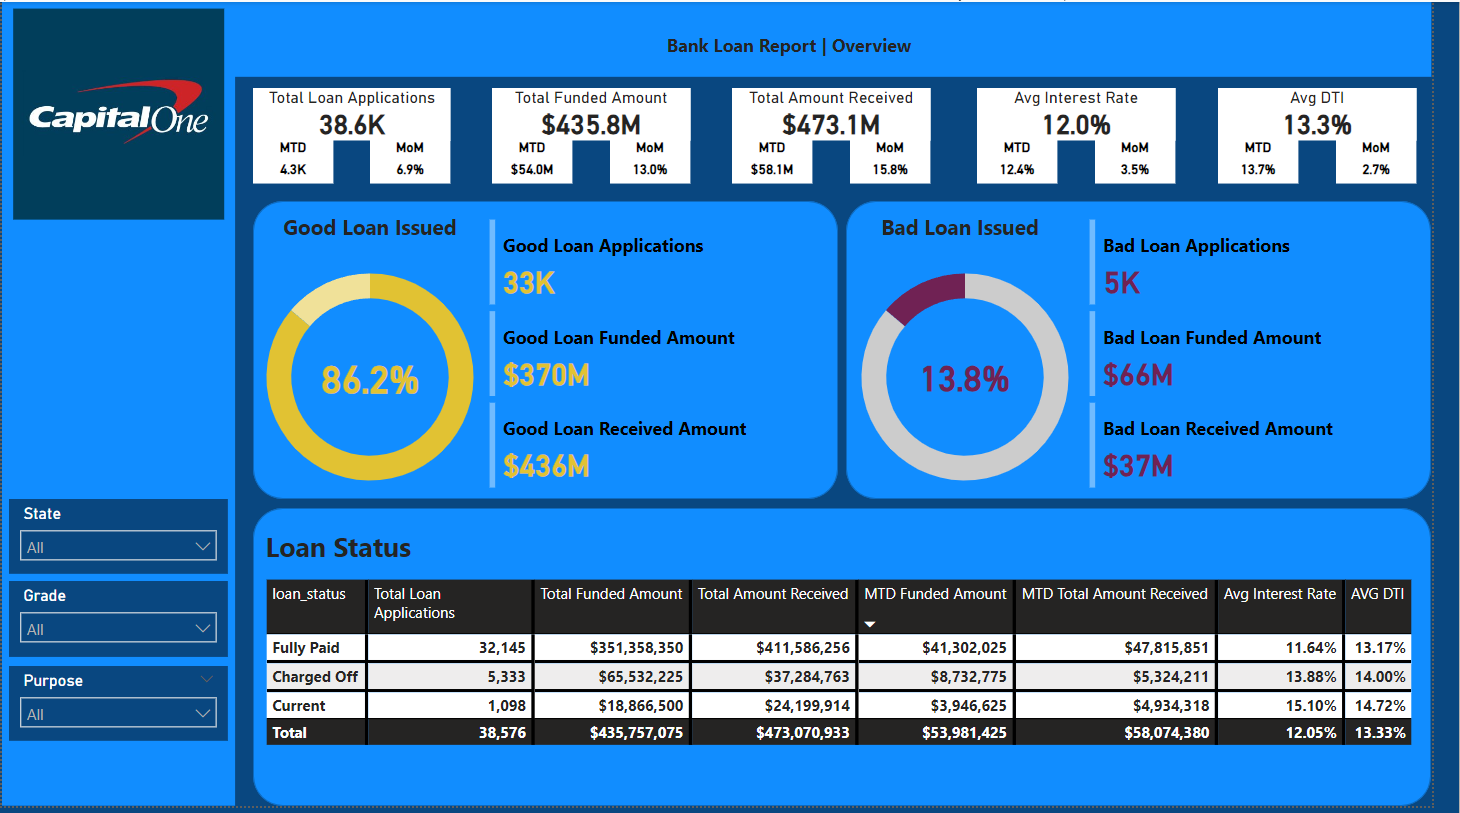 CapitalOne
Bank Loan Report | Overview
Total Loan Applications
38.6K
MTD
4.3K
MoM
6.9%
Total Funded Amount
$435.8M
MTD
$54.0M
MoM
13.0%
Total Amount Received
$473.1M
MTD
$58.1M
MoM
15.8%
Avg Interest Rate
12.0%
MTD
12.4%
MoM
3.5%
Avg DTI
13.3%
MTD
13.7%
MoM
2.7%
Good Loan Issued
86.2%
Good Loan Applications
33K
Good Loan Funded Amount
$370M
Good Loan Received Amount
$436M
Bad Loan Issued
13.8%
Bad Loan Applications
5K
Bad Loan Funded Amount
$66M
Bad Loan Received Amount
$37M
State
All
Grade
All
Purpose
All
Loan Status
loan_status Total Loan Applications Total Funded Amount Total Amount Received MTD Funded Amount MTD Total Amount Received Avg Interest Rate AVG DTI
Fully Paid 32,145 $351,358,350 $411,586,256 $41,302,025 $47,815,851 11.64% 13.17%
Charged Off 5,333 $65,532,225 $37,284,763 $8,732,775 $5,324,211 13.88% 14.00%
Current 1,098 $18,866,500 $24,199,914 $3,946,625 $4,934,318 15.10% 14.72%
Total 38,576 $435,757,075 $473,070,933 $53,981,425 $58,074,380 12.05% 13.33%